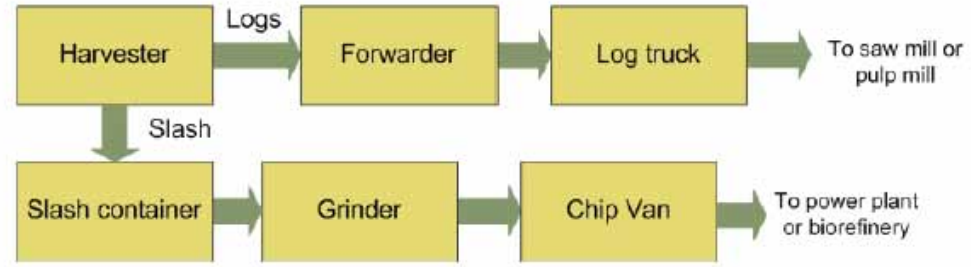 Logs
Harvester
Forwarder
Log truck
To saw mill or
pulp mill
Slash
Slash container
Grinder
Chip Van
To power plant
or biorefinery